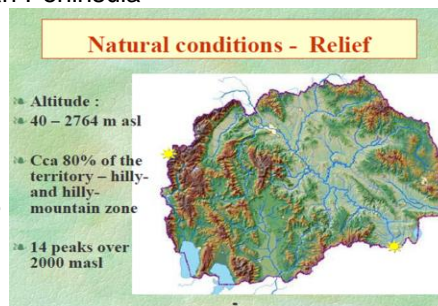 Natural conditions -  Relief
Altitude :
40 – 2764 m asl
Cca 80% of the
territory – hilly-
and hilly-
mountain zone
14 peaks over
2000 masl